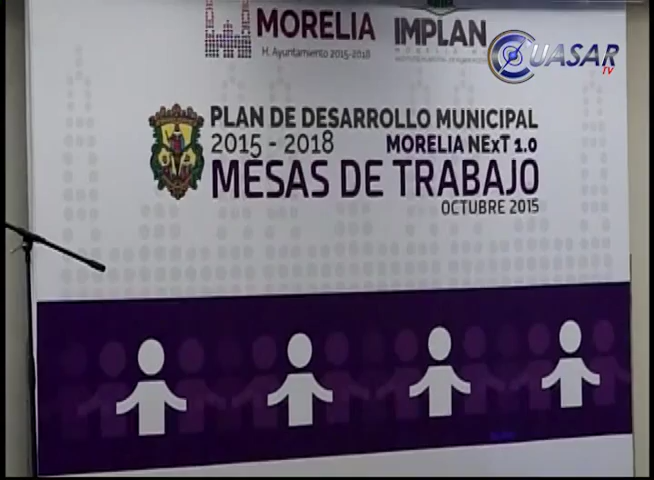 MORELIA
H. Ayuntamiento 2015-2018
IMPLAN
CUASAR
TV
PLAN DE DESARROLLO MUNICIPAL
2015 - 2018 MORELIA NExT 1.0
MESAS DE TRABAJO
OCTUBRE 2015